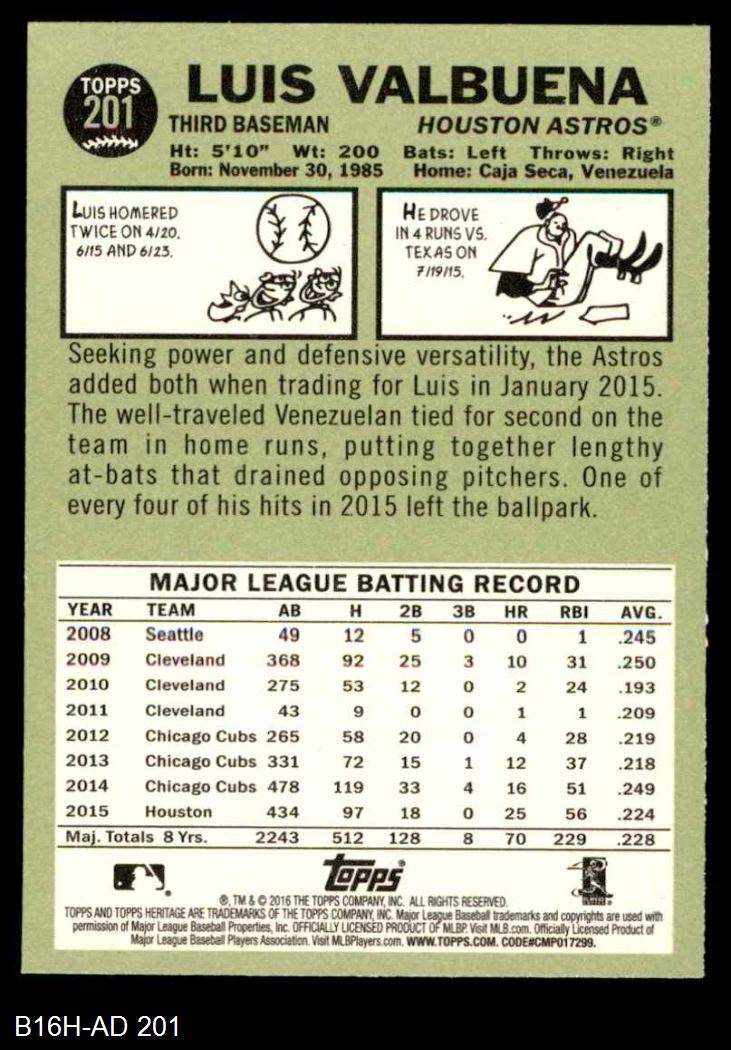 TOPPS
201
LUIS VALBUENA
THIRD BASEMAN HOUSTON ASTROS®
Ht: 5'10" Wt: 200 Bats: Left Throws: Right
Born: November 30, 1985 Home: Caja Seca, Venezuela
LUIS HOMERED
TWICE ON 4/20,
6/15 AND 6/23.
HE DROVE
IN 4 RUNS VS.
TEXAS ON
7/19/15.
Seeking power and defensive versatility, the Astros
added both when trading for Luis in January 2015.
The well-traveled Venezuelan tied for second on the
team in home runs, putting together lengthy
at-bats that drained opposing pitchers. One of
every four of his hits in 2015 left the ballpark.
MAJOR LEAGUE BATTING RECORD
YEAR TEAM AB H 2B 3B HR RBI AVG.
2008 Seattle 49 12 5 0 0 1 .245
2009 Cleveland 368 92 25 3 10 31 .250
2010 Cleveland 275 53 12 0 2 24 .193
2011 Cleveland 43 9 0 0 1 1 .209
2012 Chicago Cubs 265 58 20 0 4 28 .219
2013 Chicago Cubs 331 72 15 1 12 37 .218
2014 Chicago Cubs 478 119 33 4 16 51 .249
2015 Houston 434 97 18 0 25 56 .224
Maj. Totals 8 Yrs. 2243 512 128 8 70 229 .228
topps®
®, TM & © 2016 THE TOPPS COMPANY, INC. ALL RIGHTS RESERVED.
TOPPS AND TOPPS HERITAGE ARE TRADEMARKS OF THE TOPPS COMPANY, INC. Major League Baseball trademarks and copyrights are used with
permission of Major League Baseball Properties, Inc. OFFICIALLY LICENSED PRODUCT OF MLBP. Visit MLB.com. Officially Licensed Product of
Major League Baseball Players Association. Visit MLBPlayers.com. WWW.TOPPS.COM. CODE#CMP017299.
B16H-AD 201